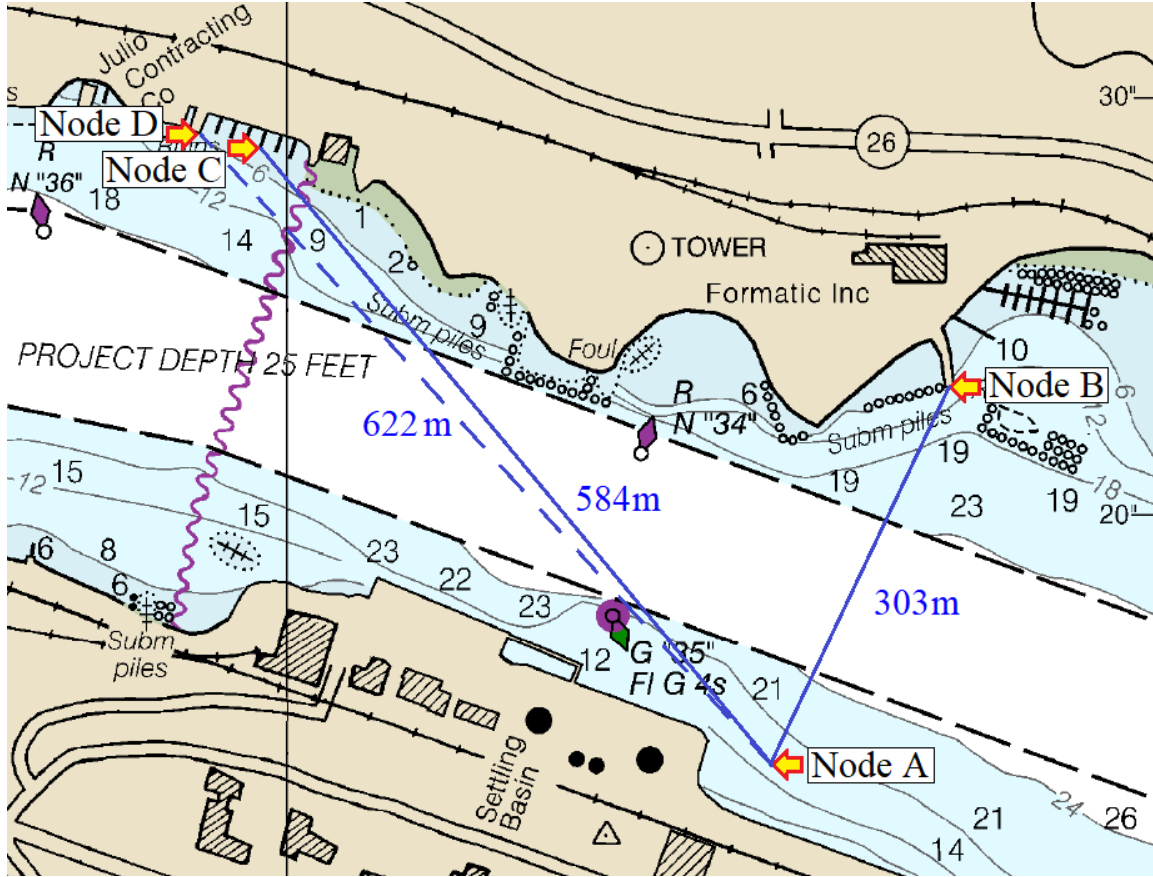 Julio
Contracting
Co
30"
26
Node D
Node C
R
N "36"
6
12
18
14
9
1
2
TOWER
Formatic Inc
9
Subm piles
Foul
10
Node B
6
12
PROJECT DEPTH 25 FEET
R
N "34"
6
Subm piles
622 m
584m
19
19
23
19
18
20"
15
12
15
303m
6
8
6
23
22
23
Subm
piles
12
G "35"
Fl G 4s
21
Node A
Settling
Basin
24
21
26
14